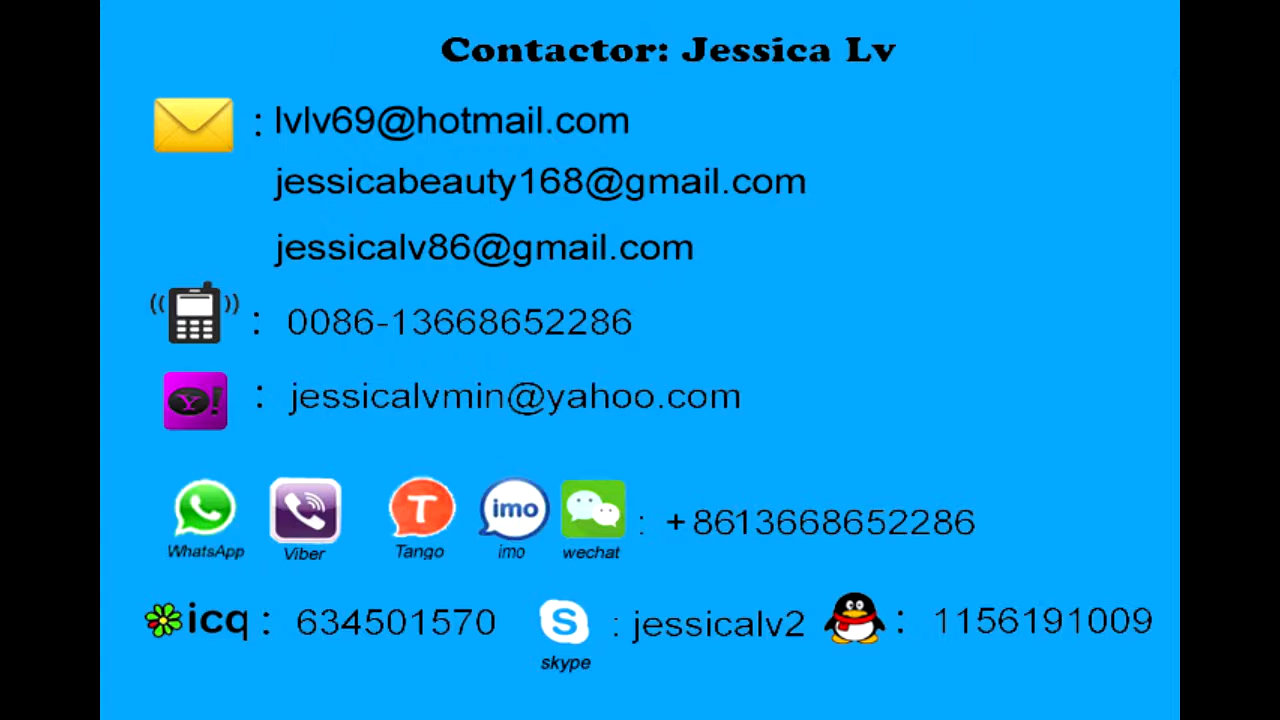 Contactor: Jessica Lv
: lvlv69@hotmail.com
jessicabeauty168@gmail.com
jessicalv86@gmail.com
: 0086-13668652286
Y! : jessicalvmin@yahoo.com
T imo : +8613668652286
WhatsApp Viber Tango imo wechat
icq : 634501570 S : jessicalv2 : 1156191009
skype